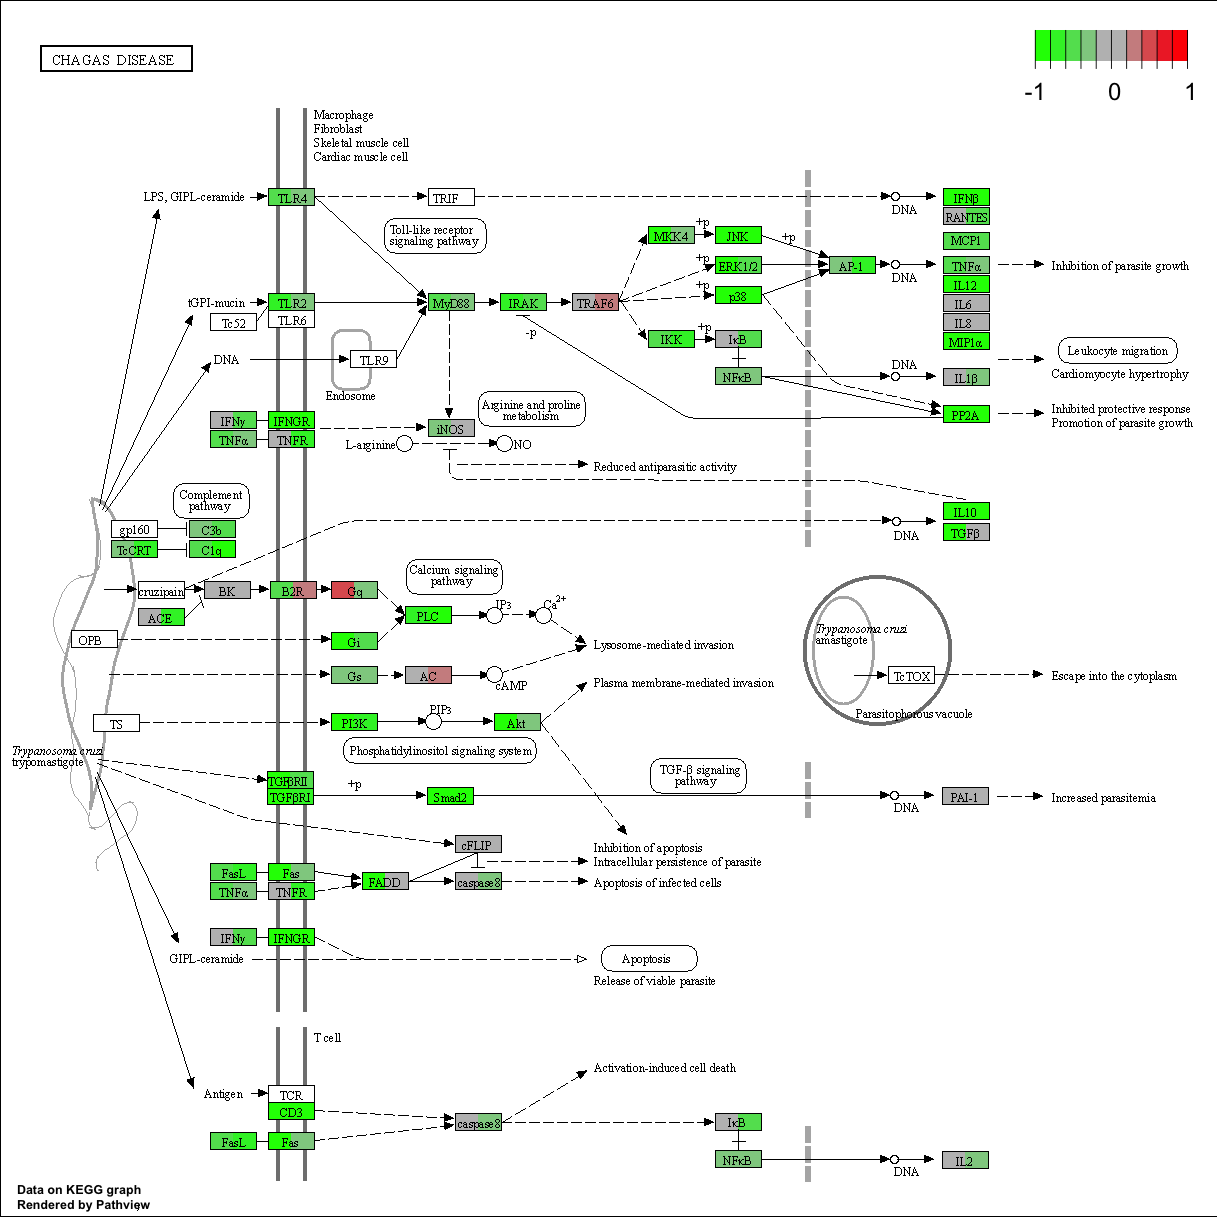 CHAGAS DISEASE
-1 0 1
Macrophage
Fibroblast
Skeletal muscle cell
Cardiac muscle cell
LPS, GIPL-ceramide
TLR4
TRIF
DNA
IFNβ
RANTES
Toll-like receptor
signaling pathway
MKK4
+p
JNK
+p
MCP1
+p
ERK1/2
AP-1
DNA
TNFα
Inhibition of parasite growth
+p
p38
IL12
tGPI-mucin
TLR2
MyD88
IRAK
TRAF6
IL6
Tc52
TLR6
IL8
-p
+p
IKK
IκB
MIP1α
Leukocyte migration
DNA
TLR9
DNA
Cardiomyocyte hypertrophy
NFκB
IL1β
Endosome
Arginine and proline
metabolism
PP2A
Inhibited protective response
Promotion of parasite growth
IFNγ
IFNGR
iNOS
TNFα
TNFR
L-arginine
NO
Reduced antiparasitic activity
Complement
pathway
IL10
gp160
C3b
DNA
TGFβ
TcCRT
C1q
Calcium signaling
pathway
cruzipain
BK
B2R
Gq
IP3
Ca2+
ACE
PLC
OPB
Gi
Lysosome-mediated invasion
Trypanosoma cruzi
amastigote
Gs
AC
cAMP
TcTOX
Escape into the cytoplasm
Plasma membrane-mediated invasion
Parasitophorous vacuole
TS
PI3K
PIP3
Akt
Trypanosoma cruzi
trypomastigote
Phosphatidylinositol signaling system
TGF-β signaling
pathway
TGFβRII
+p
TGFβRI
Smad2
DNA
PAI-1
Increased parasitemia
cFLIP
Inhibition of apoptosis
Intracellular persistence of parasite
FasL
Fas
FADD
caspase8
Apoptosis of infected cells
TNFα
TNFR
IFNγ
IFNGR
GIPL-ceramide
Apoptosis
Release of viable parasite
T cell
Activation-induced cell death
Antigen
TCR
CD3
caspase8
IκB
FasL
Fas
NFκB
DNA
IL2
Data on KEGG graph
Rendered by Pathview